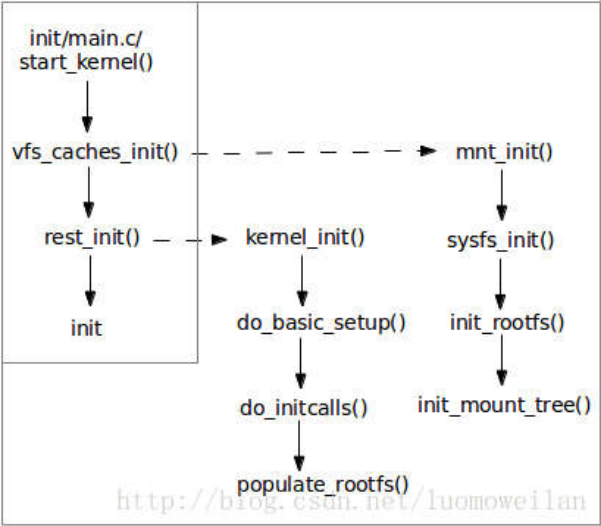 init/main.c/
start_kernel()
vfs_caches_init()
mnt_init()
rest_init()
kernel_init()
sysfs_init()
init
do_basic_setup()
init_rootfs()
do_initcalls()
init_mount_tree()
populate_rootfs()
http://blog.csdn.net/luomoweilan